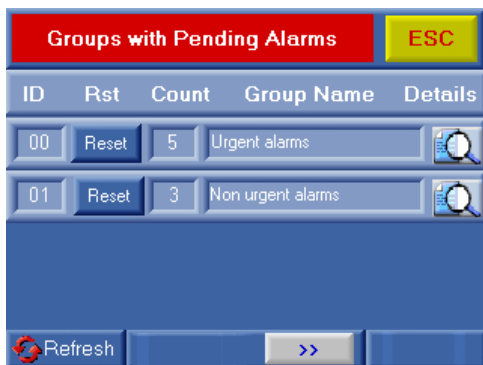 Groups with Pending Alarms ESC
ID Rst Count Group Name Details
00 Reset 5 Urgent alarms
01 Reset 3 Non urgent alarms
Refresh >>